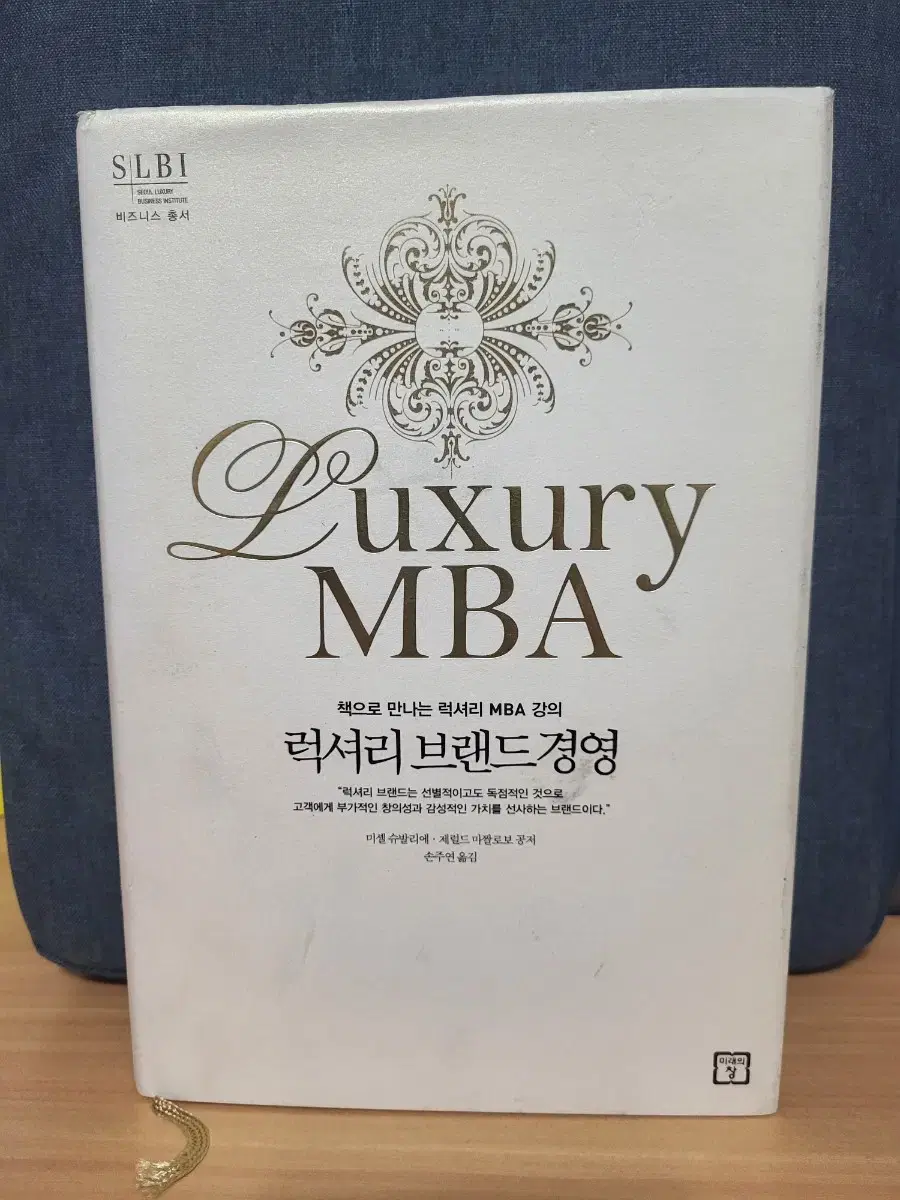 SLBI
SEOUL LUXURY
BUSINESS INSTITUTE
비즈니스 총서
Luxury
MBA
책으로 만나는 럭셔리 MBA 강의
럭셔리 브랜드 경영
"럭셔리 브랜드는 선별적이고도 독점적인 것으로
고객에게 부가적인 창의성과 감성적인 가치를 선사하는 브랜드이다."
미셸 슈발리에 · 제럴드 마짤로보 공저
손주연 옮김
미래의
창